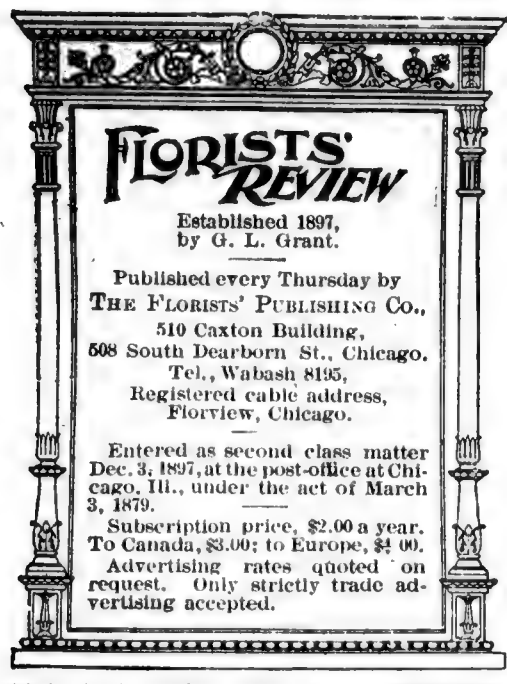 FLORISTS'
REVIEW
Established 1897,
by G. L. Grant.
Published every Thursday by
THE FLORISTS' PUBLISHING CO.,
510 Caxton Building,
508 South Dearborn St., Chicago.
Tel., Wabash 8195,
Registered cable address,
Florview, Chicago.
Entered as second class matter
Dec. 3, 1897, at the post-office at Chi-
cago, Ill., under the act of March
3, 1879.
Subscription price, $2.00 a year.
To Canada, $3.00; to Europe, $4.00.
Advertising rates quoted on
request. Only strictly trade ad-
vertising accepted.